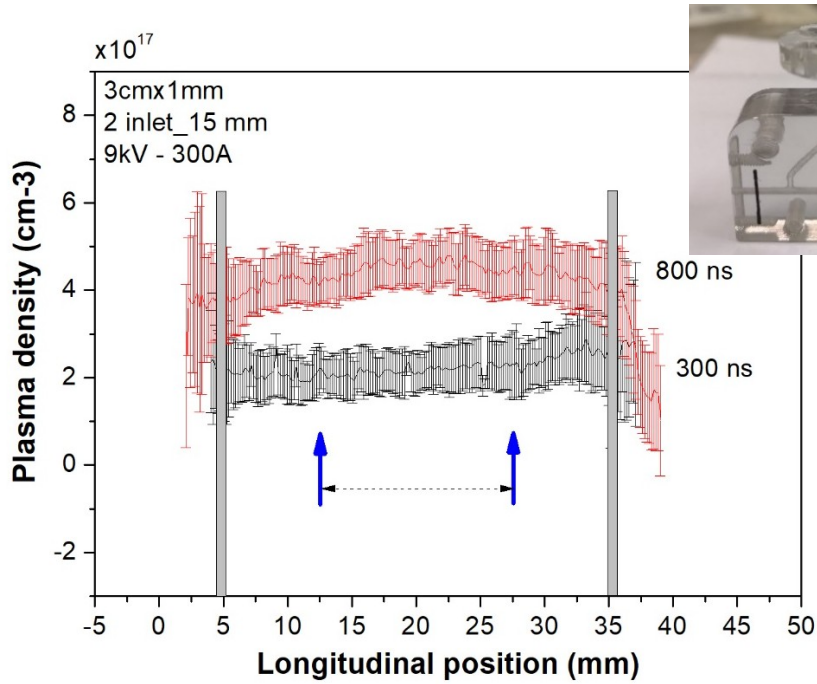 x10^17
3cmx1mm
2 inlet_15 mm
9kV - 300A
8
6
4
2
0
-2
800 ns
300 ns
Plasma density (cm-3)
-5 0 5 10 15 20 25 30 35 40 45 50
Longitudinal position (mm)